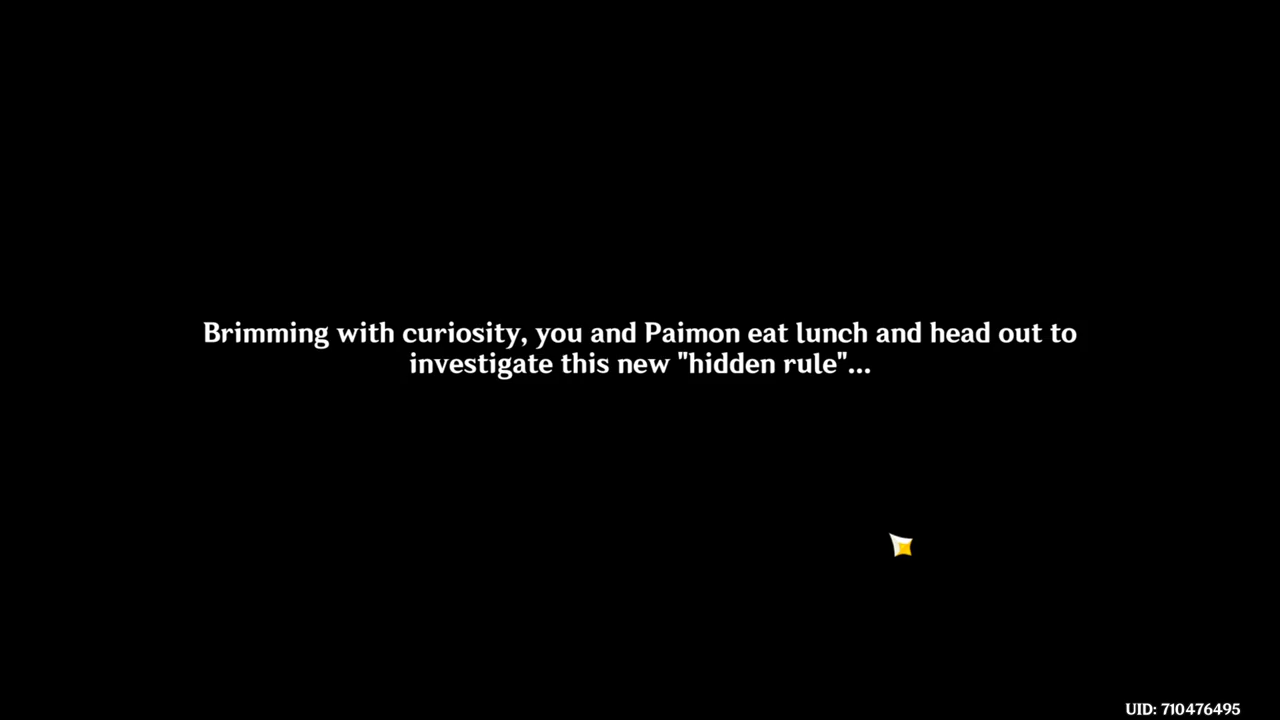 Brimming with curiosity, you and Paimon eat lunch and head out to
investigate this new "hidden rule"...
UID: 710476495